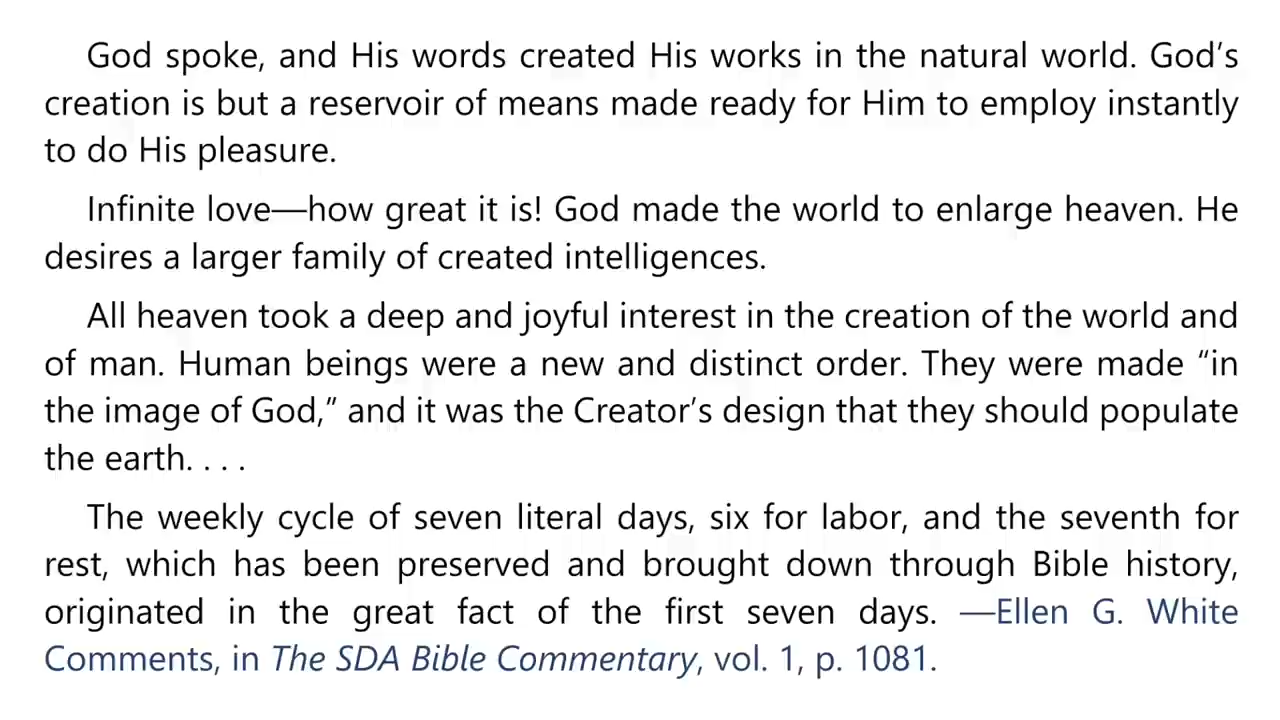 God spoke, and His words created His works in the natural world. God’s
creation is but a reservoir of means made ready for Him to employ instantly
to do His pleasure.
Infinite love—how great it is! God made the world to enlarge heaven. He
desires a larger family of created intelligences.
All heaven took a deep and joyful interest in the creation of the world and
of man. Human beings were a new and distinct order. They were made “in
the image of God,” and it was the Creator’s design that they should populate
the earth. . . .
The weekly cycle of seven literal days, six for labor, and the seventh for
rest, which has been preserved and brought down through Bible history,
originated in the great fact of the first seven days. —Ellen G. White
Comments, in The SDA Bible Commentary, vol. 1, p. 1081.